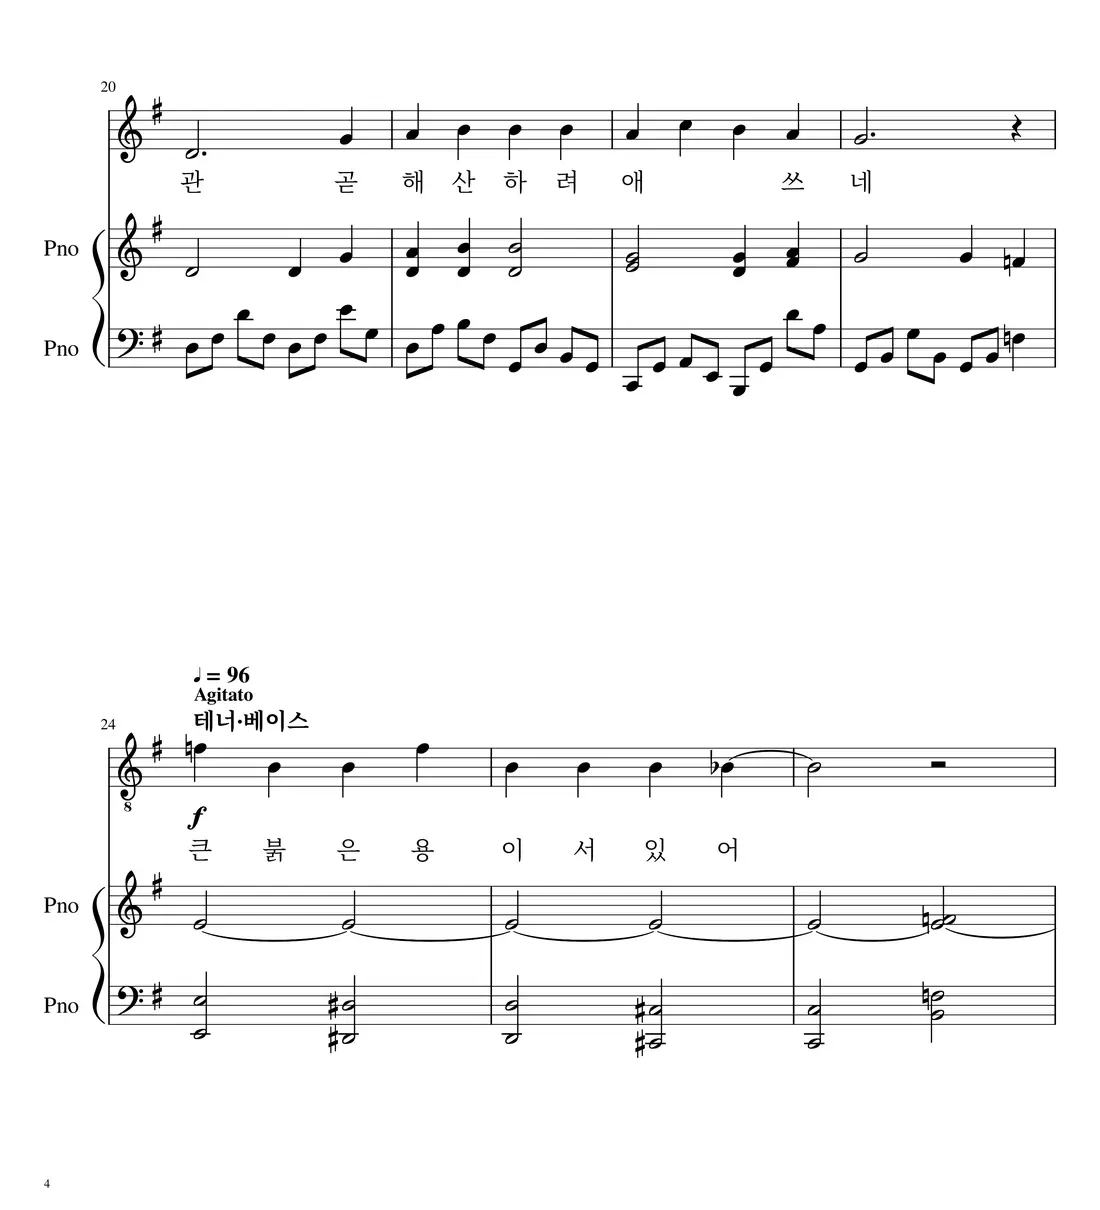 20
관 곧 해 산 하 려 애 쓰 네
Pno
Pno
♩ = 96
Agitato
테너·베이스
24
8
f
큰 붉 은 용 이 서 있 어
Pno
Pno
4